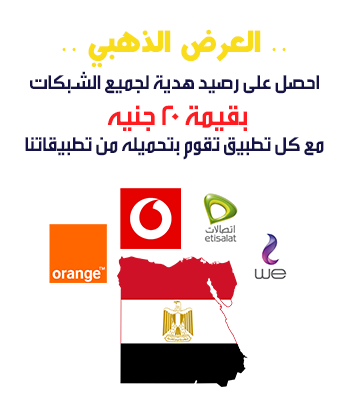 .. العرض الذهبي ..
احصل على رصيد هدية لجميع الشبكات
بقيمة ٢٠ جنيه
مع كل تطبيق تقوم بتحميله من تطبيقاتنا
اتصالات
etisalat
orange™
we